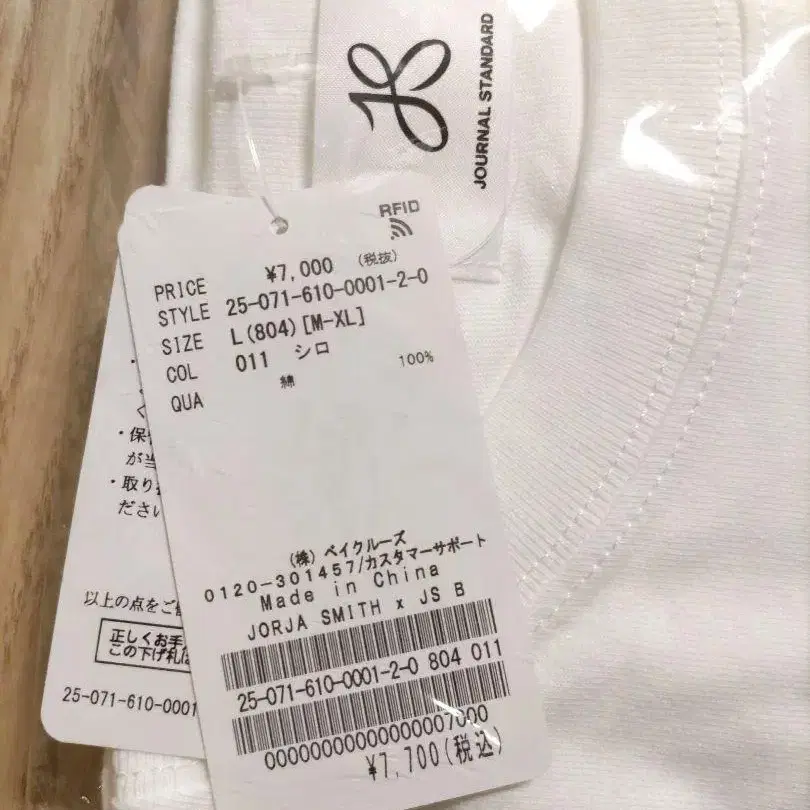 JOURNAL STANDARD
RFID
PRICE ¥7,000 (税抜)
STYLE 25-071-610-0001-2-0
SIZE L(804)[M-XL]
COL 011 シロ
QUA 綿 100%
(株) ベイクルーズ
0120-301457/カスタマーサポート
Made in China
JORJA SMITH x JS B
25-071-610-0001-2-0 804 011
00000000000000007000
¥7,700(税込)
・保
が当
・取り
ださい
以上の点をご
正しくお手
この下げ札は
25-071-610-0001